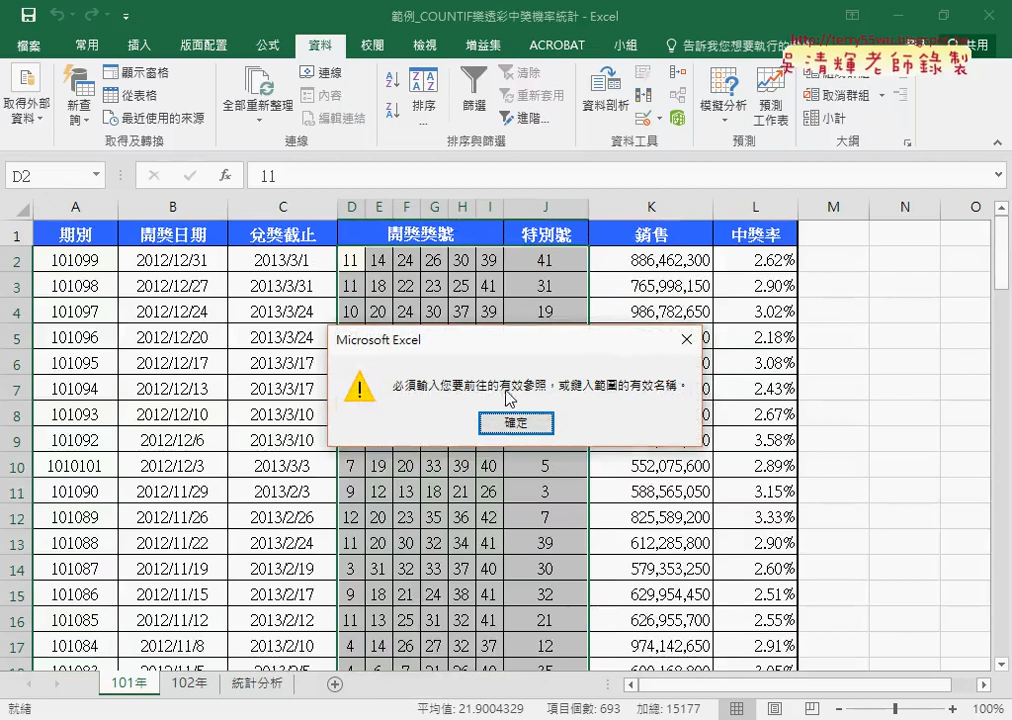 範例_COUNTIF樂透彩中獎機率統計 - Excel
檔案 常用 插入 版面配置 公式 資料 校閱 檢視 增益集 ACROBAT 小組 告訴我您想要執行的 共用
吳清輝老師錄製
取得外部資料 新查詢 顯示查詢窗格 從表格 最近使用的來源
全部重新整理 連線 內容 編輯連結
排序... 篩選 清除 重新套用 進階...
資料剖析 模擬分析 預測工作表 取消群組 小計
取得及轉換 連線 排序與篩選 資料工具 預測 大綱
D2 fx 11
A B C D E F G H I J K L M N O
1 期別 開獎日期 兌獎截止 開獎獎號 特別號 銷售 中獎率
2 101099 2012/12/31 2013/3/1 11 14 24 26 30 39 41 886,462,300 2.62%
3 101098 2012/12/27 2013/3/31 11 18 22 23 25 41 31 765,998,150 2.90%
4 101097 2012/12/24 2013/3/24 10 20 24 30 37 39 19 986,782,650 3.02%
5 101096 2012/12/20 2013/3/24 0 2.18%
6 101095 2012/12/17 2013/3/17 0 3.08%
7 101094 2012/12/13 2013/3/17 0 2.43%
8 101093 2012/12/10 2013/3/10 0 2.67%
9 101092 2012/12/6 2013/3/10 0 3.58%
Microsoft Excel
必須輸入您要前往的有效參照，或鍵入範圍的有效名稱。
確定
10 1010101 2012/12/3 2013/3/3 7 19 20 33 39 40 5 552,075,600 2.89%
11 101090 2012/11/29 2013/2/3 9 12 13 18 21 26 3 588,565,050 3.15%
12 101089 2012/11/26 2013/2/26 12 20 23 35 36 42 7 825,589,200 3.33%
13 101088 2012/11/22 2013/2/24 11 20 30 32 34 41 39 612,285,800 2.90%
14 101087 2012/11/19 2013/2/19 3 31 32 33 37 40 30 579,353,250 2.60%
15 101086 2012/11/15 2013/2/17 9 18 21 24 38 41 32 629,954,450 2.51%
16 101085 2012/11/12 2013/2/12 11 13 25 31 32 41 21 626,955,700 2.55%
17 101084 2012/11/8 2013/2/10 4 14 26 27 32 37 12 974,142,650 2.91%
101年 102年 統計分析
就緒 平均值: 21.9004329 項目個數: 693 加總: 15177 100%